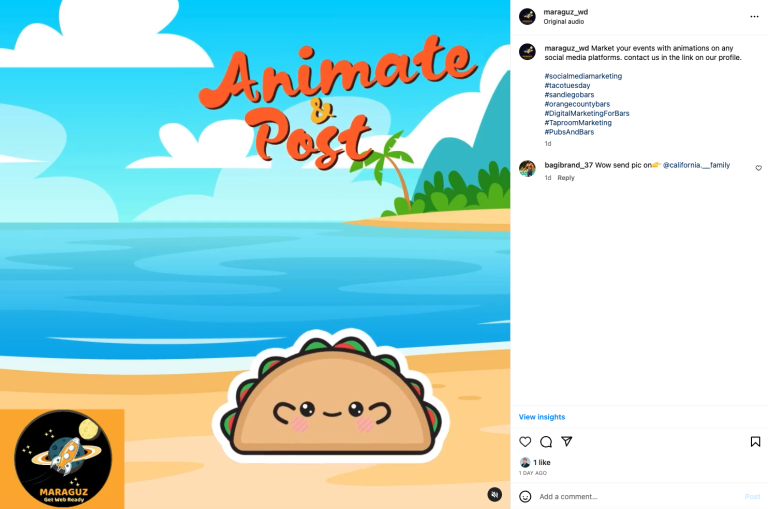 Animate
&
Post
MARAGUZ
Get Web Ready
maraguz_wd
Original audio
maraguz_wd Market your events with animations on any
social media platforms. contact us in the link on our profile.
#socialmediamarketing
#tacotuesday
#sandiegobars
#orangecountybars
#DigitalMarketingForBars
#TaproomMarketing
#PubsAndBars
1d
bagibrand_37 Wow send pic on👉 @california.__family
1d Reply
View insights
1 like
1 DAY AGO
Add a comment...
Post